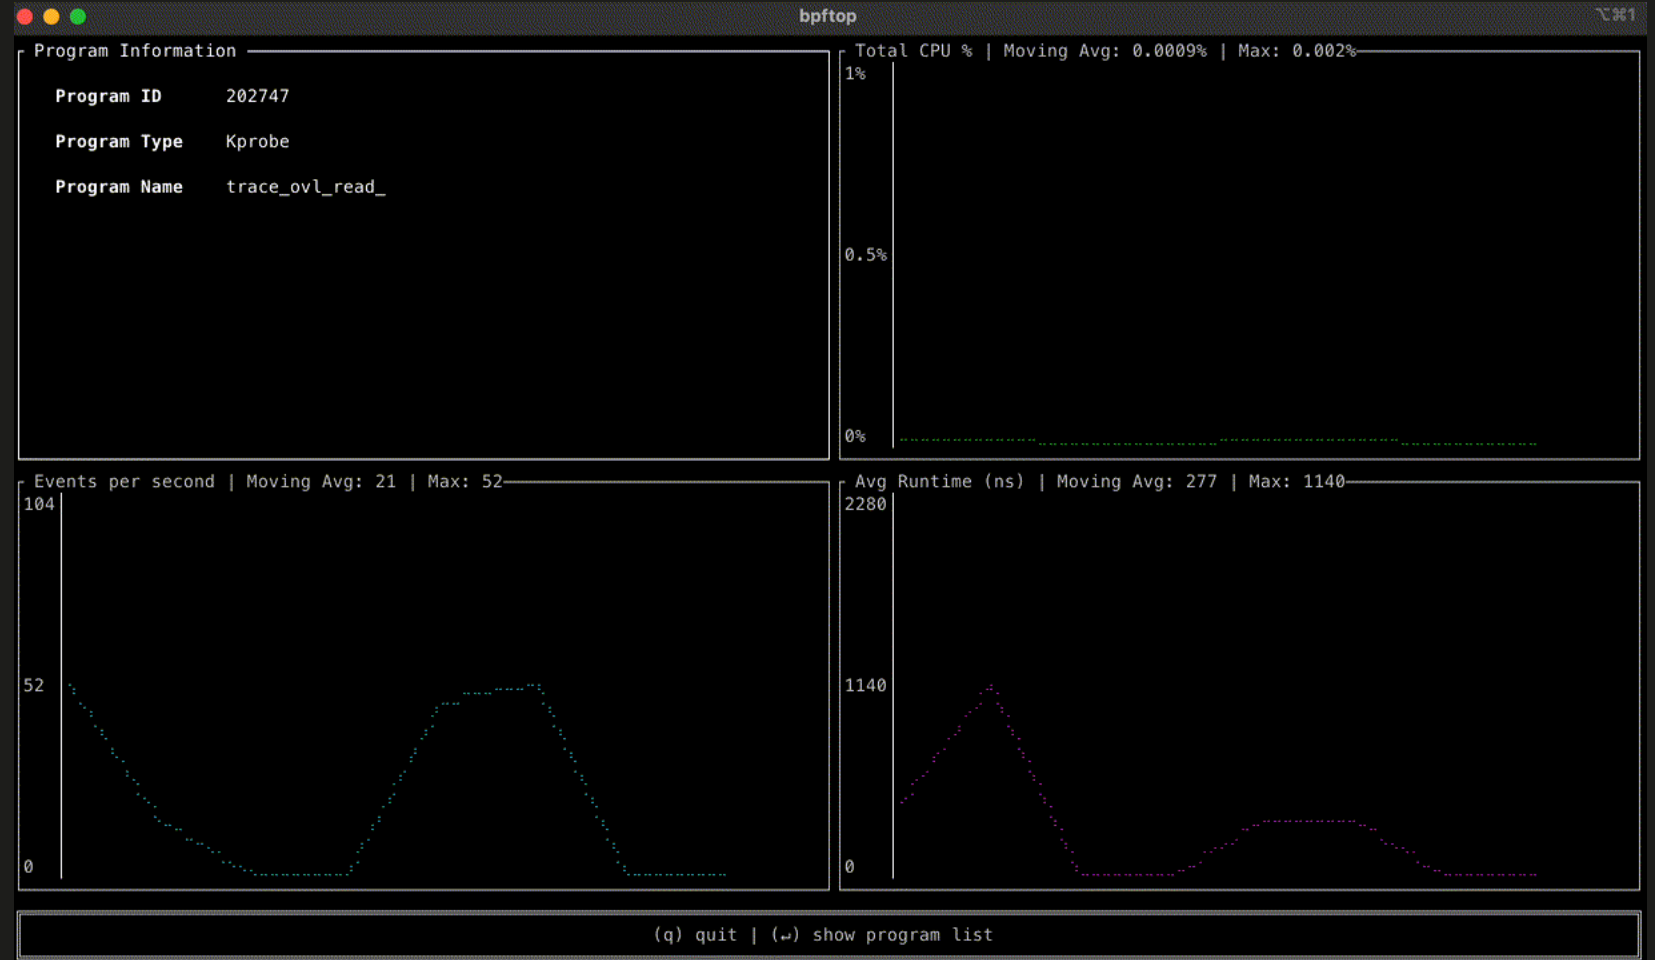 bpftop
⌥⌘1
Program Information
Program ID 202747
Program Type Kprobe
Program Name trace_ovl_read_
Total CPU % | Moving Avg: 0.0009% | Max: 0.002%
1%
0.5%
0%
Events per second | Moving Avg: 21 | Max: 52
104
52
0
Avg Runtime (ns) | Moving Avg: 277 | Max: 1140
2280
1140
0
(q) quit | (↵) show program list